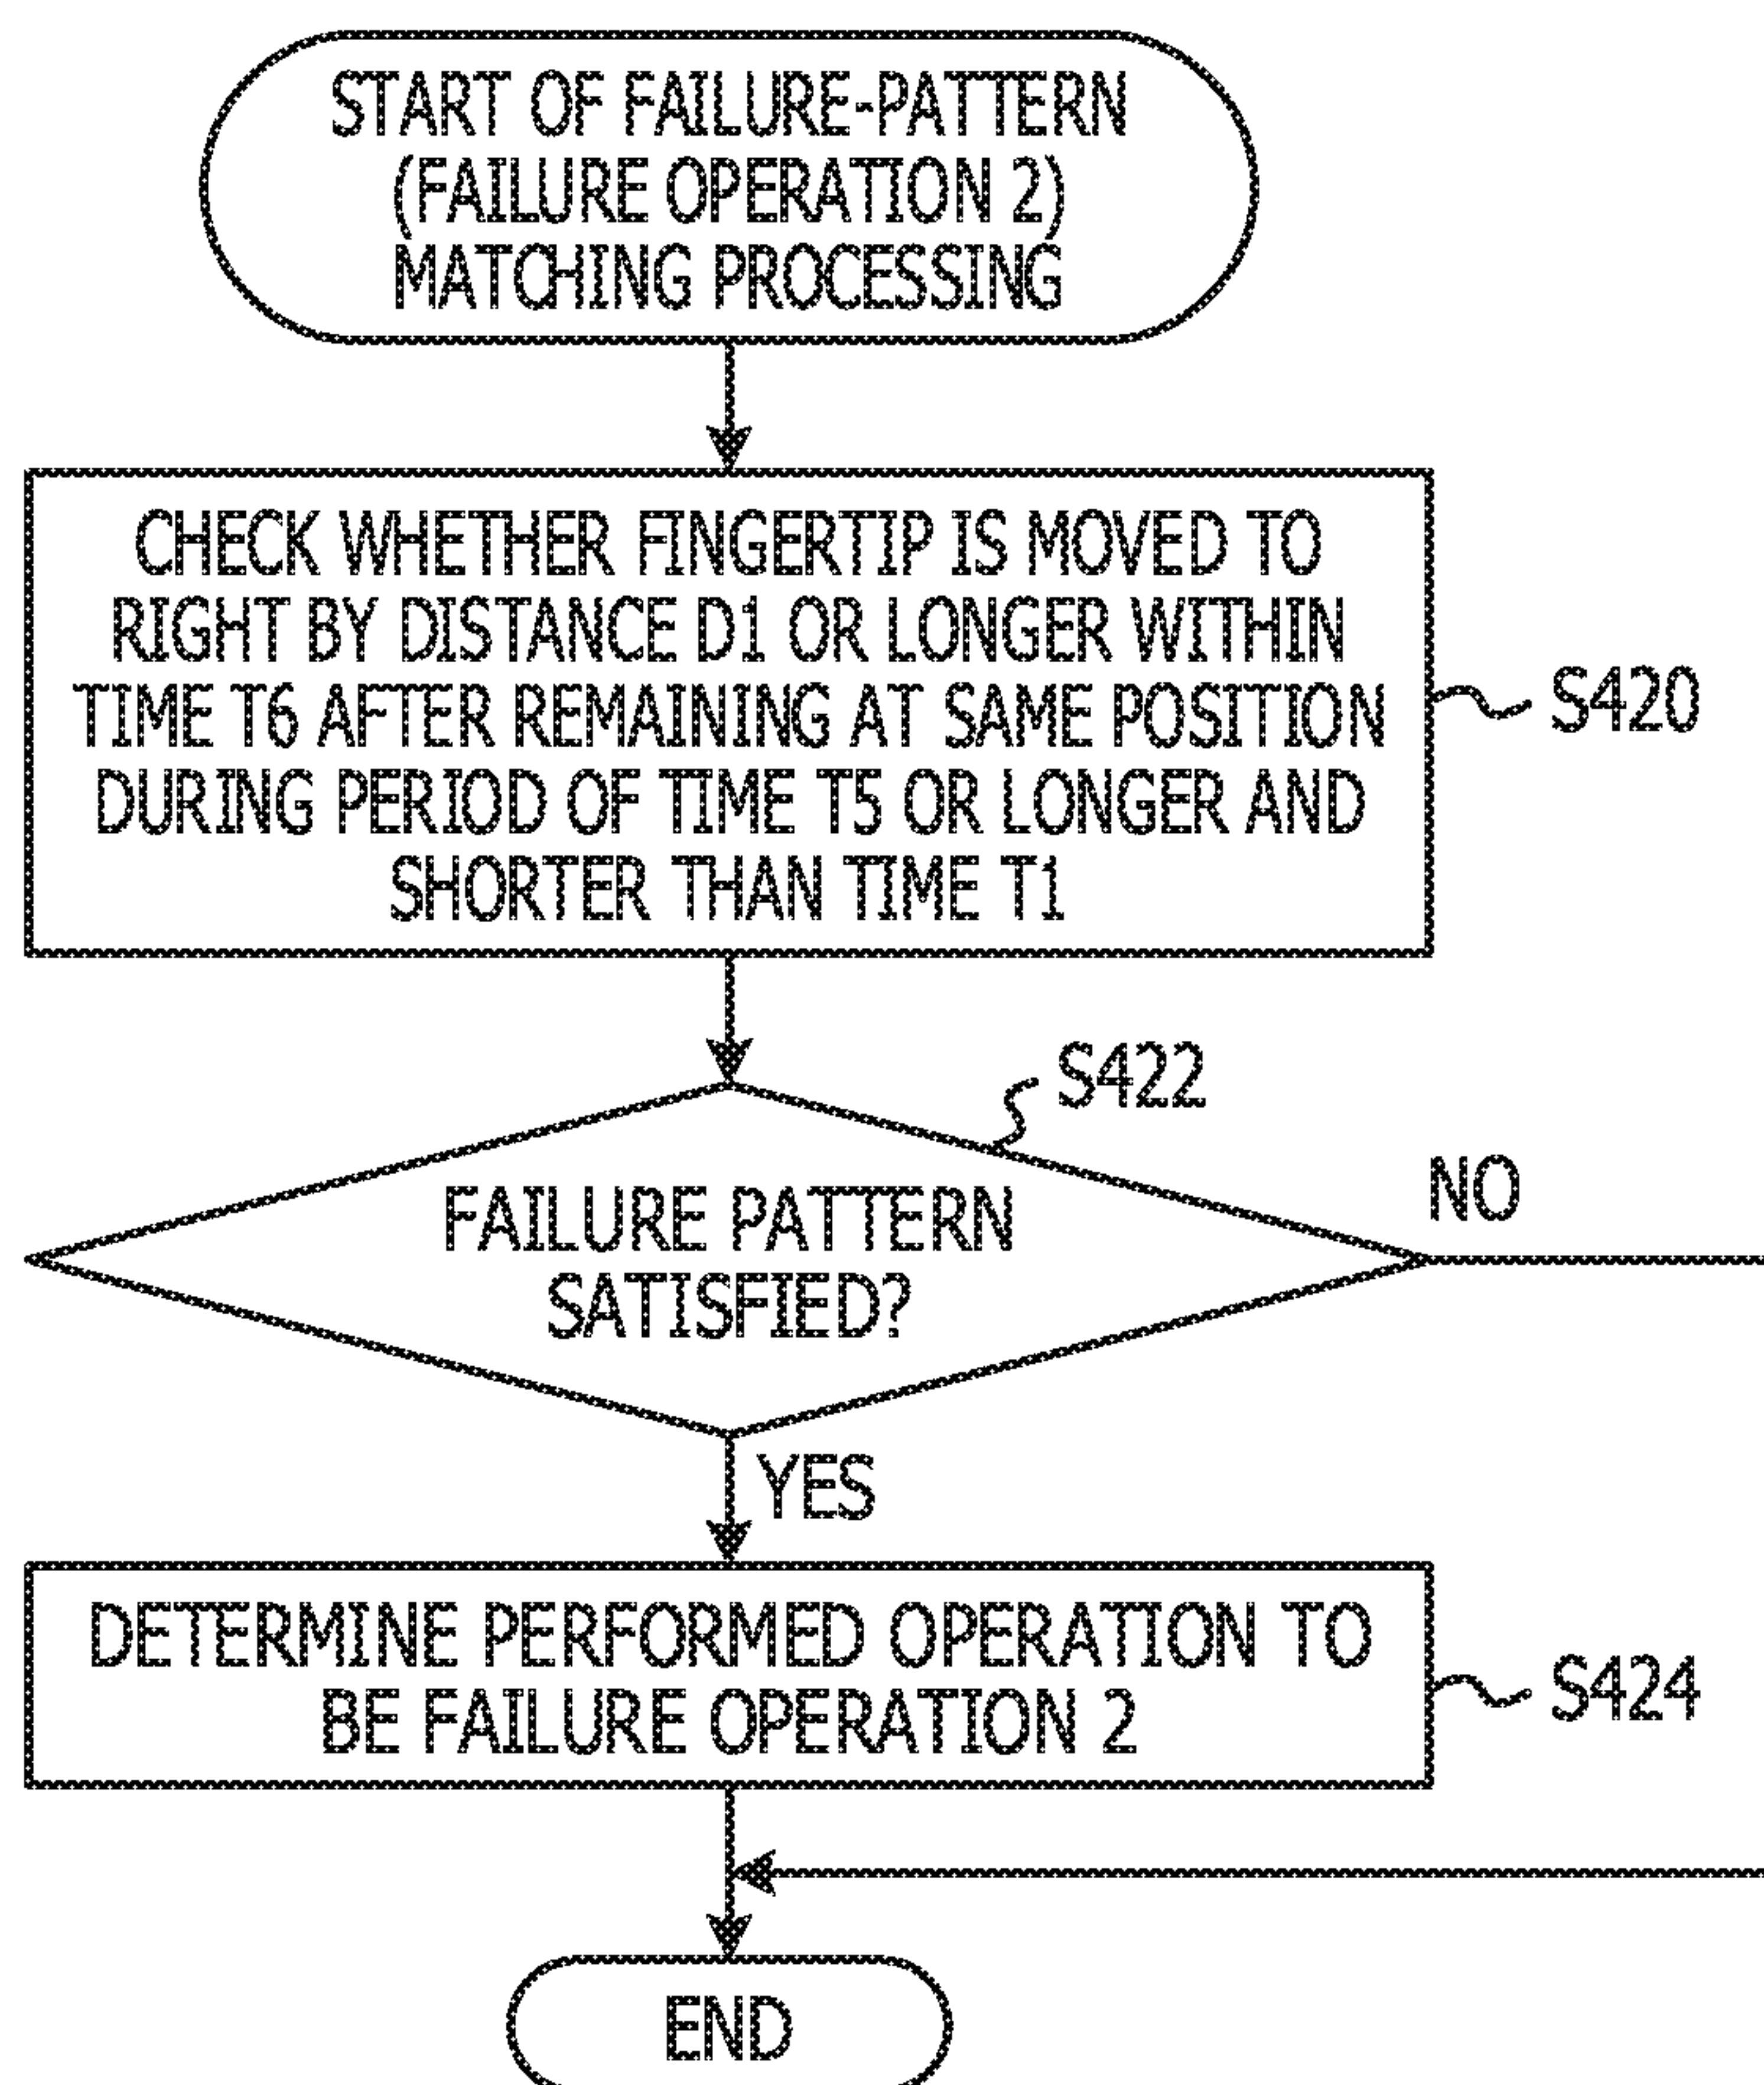 START OF FAILURE-PATTERN
(FAILURE OPERATION 2)
MATCHING PROCESSING
CHECK WHETHER FINGERTIP IS MOVED TO
RIGHT BY DISTANCE D1 OR LONGER WITHIN
TIME T6 AFTER REMAINING AT SAME POSITION
DURING PERIOD OF TIME T5 OR LONGER AND
SHORTER THAN TIME T1
S420
S422
FAILURE PATTERN
SATISFIED?
NO
YES
DETERMINE PERFORMED OPERATION TO
BE FAILURE OPERATION 2
S424
END